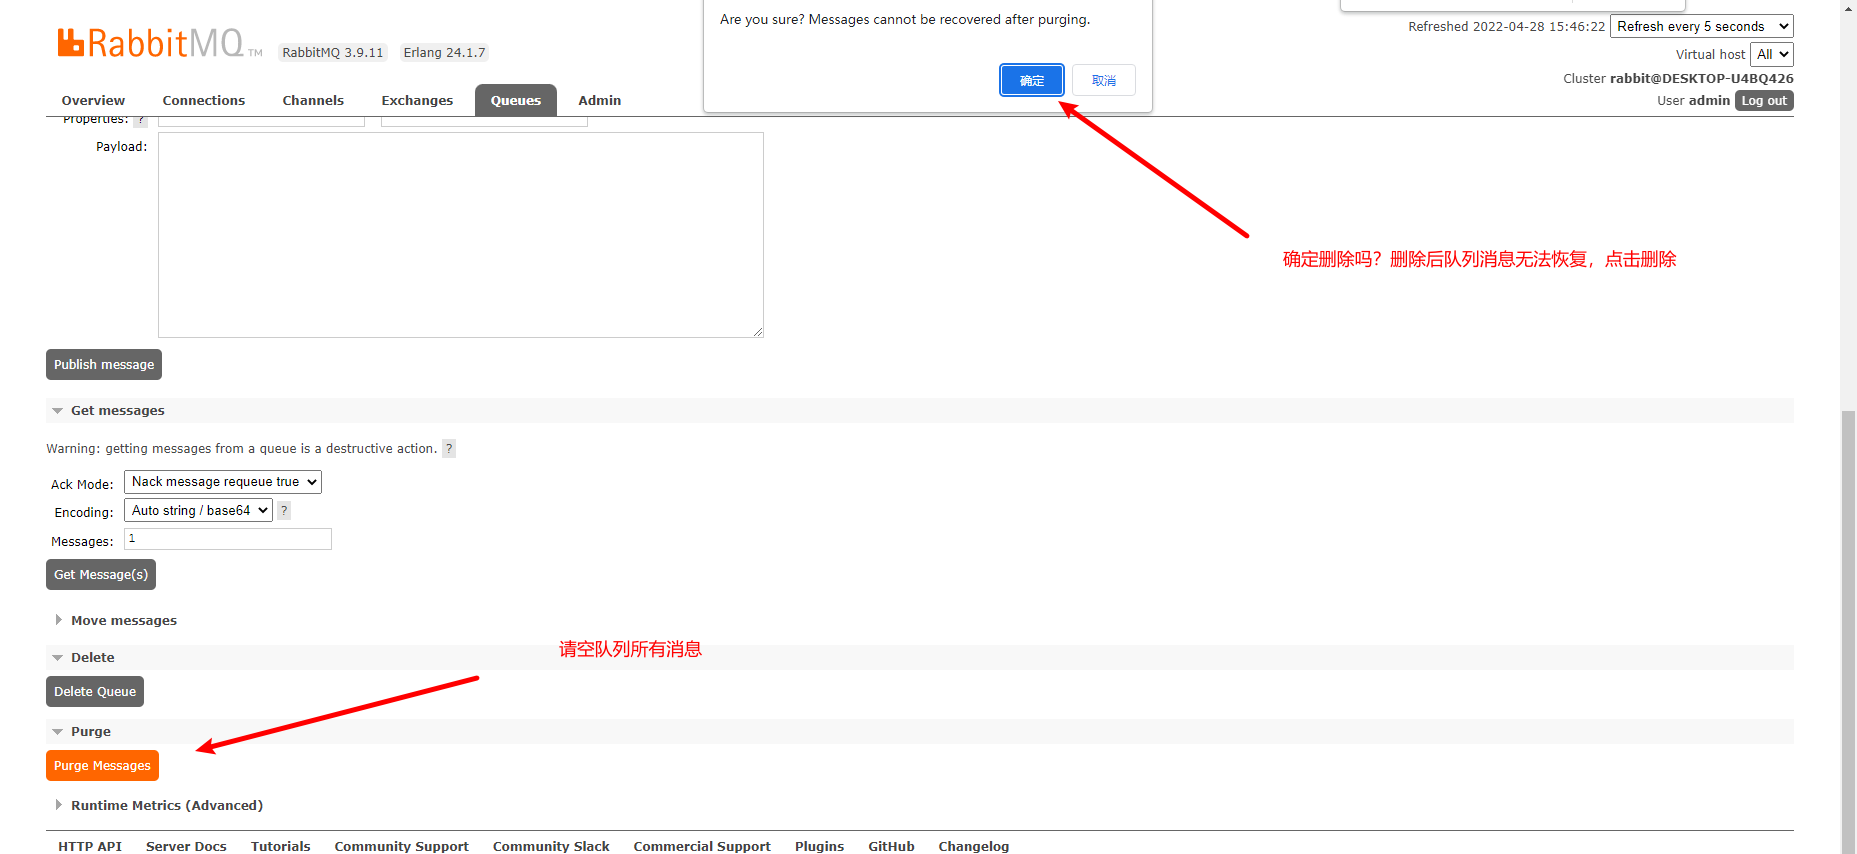 Are you sure? Messages cannot be recovered after purging.
确定
取消
RabbitMQ TM
RabbitMQ 3.9.11
Erlang 24.1.7
Refreshed 2022-04-28 15:46:22
Refresh every 5 seconds
Virtual host All
Cluster rabbit@DESKTOP-U4BQ426
User admin Log out
Overview
Connections
Channels
Exchanges
Queues
Admin
Properties: ?
Payload:
确定删除吗？删除后队列消息无法恢复，点击删除
Publish message
Get messages
Warning: getting messages from a queue is a destructive action. ?
Ack Mode: Nack message requeue true
Encoding: Auto string / base64 ?
Messages: 1
Get Message(s)
Move messages
请空队列所有消息
Delete
Delete Queue
Purge
Purge Messages
Runtime Metrics (Advanced)
HTTP API
Server Docs
Tutorials
Community Support
Community Slack
Commercial Support
Plugins
GitHub
Changelog